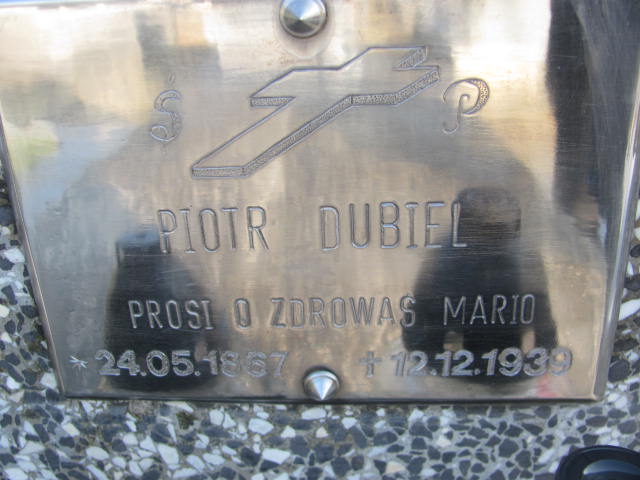 Ś P
PIOTR DUBIEL
PROSI O ZDROWAŚ MARIO
* 24.05.1867 + 12.12.1939